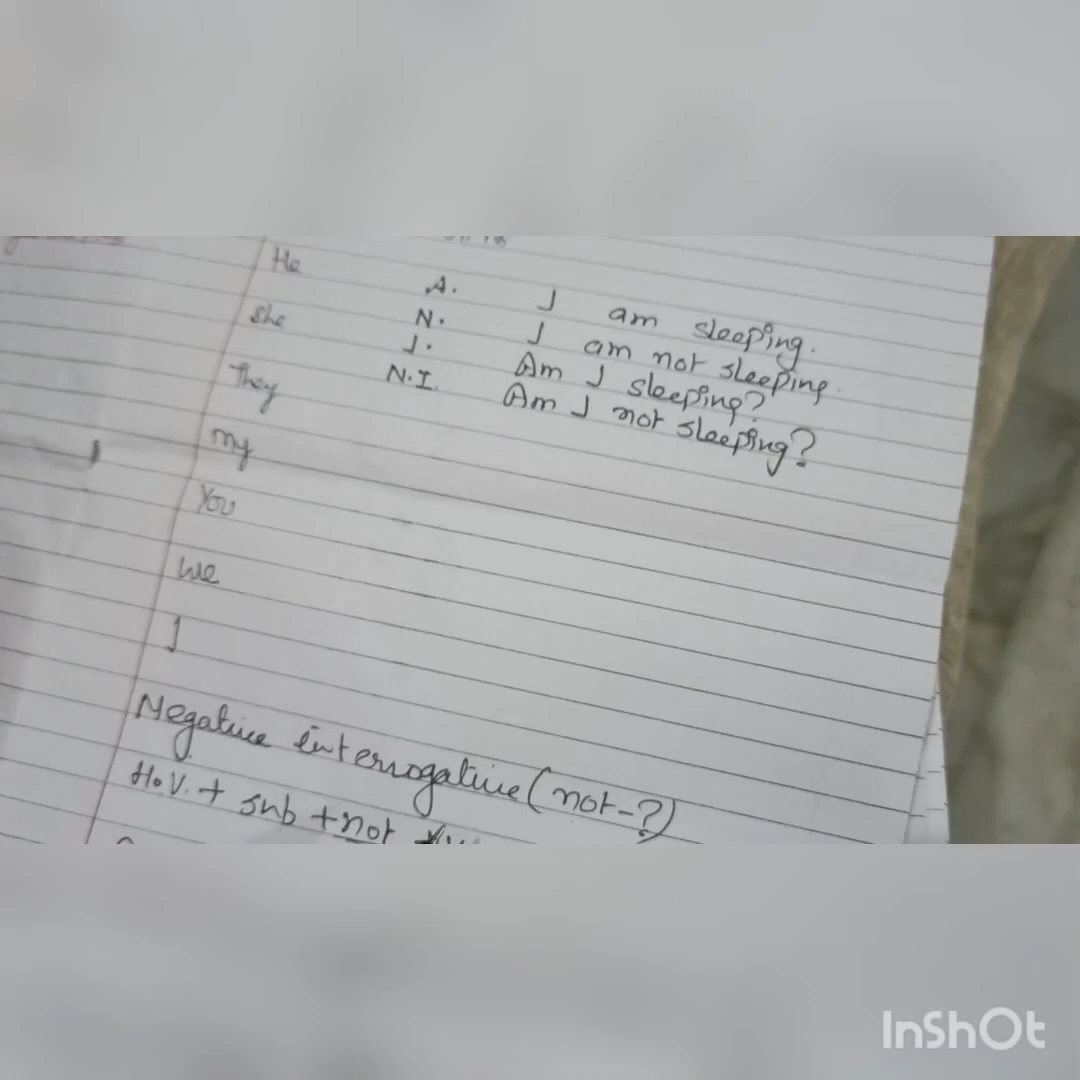 He
A. I am sleeping.
She
N. I am not sleeping.
I. Am I sleeping?
They
N.I. Am I not sleeping?
my
You
We
I
Negative interrogative (not-?)
H.V. + sub + not
InShOt